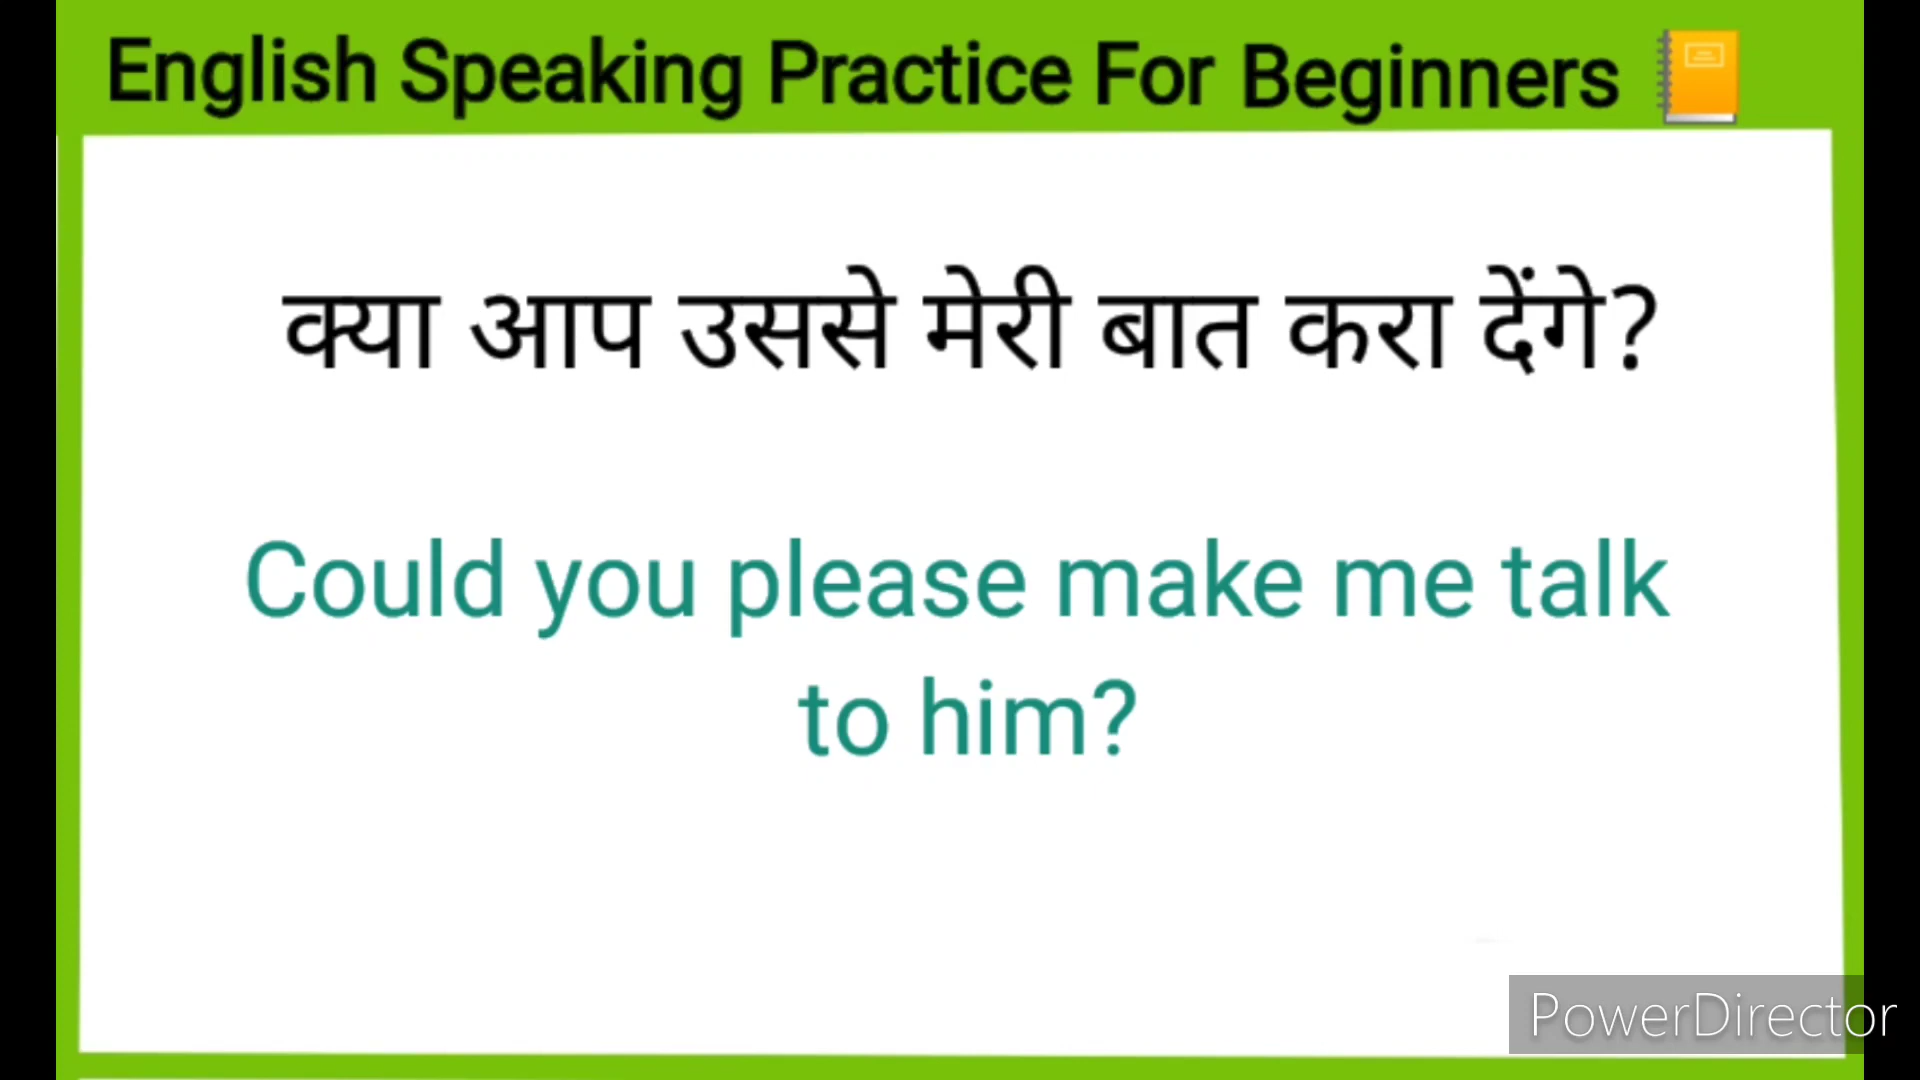 English Speaking Practice For Beginners
क्या आप उससे मेरी बात करा देंगे?
Could you please make me talk
to him?
PowerDirector